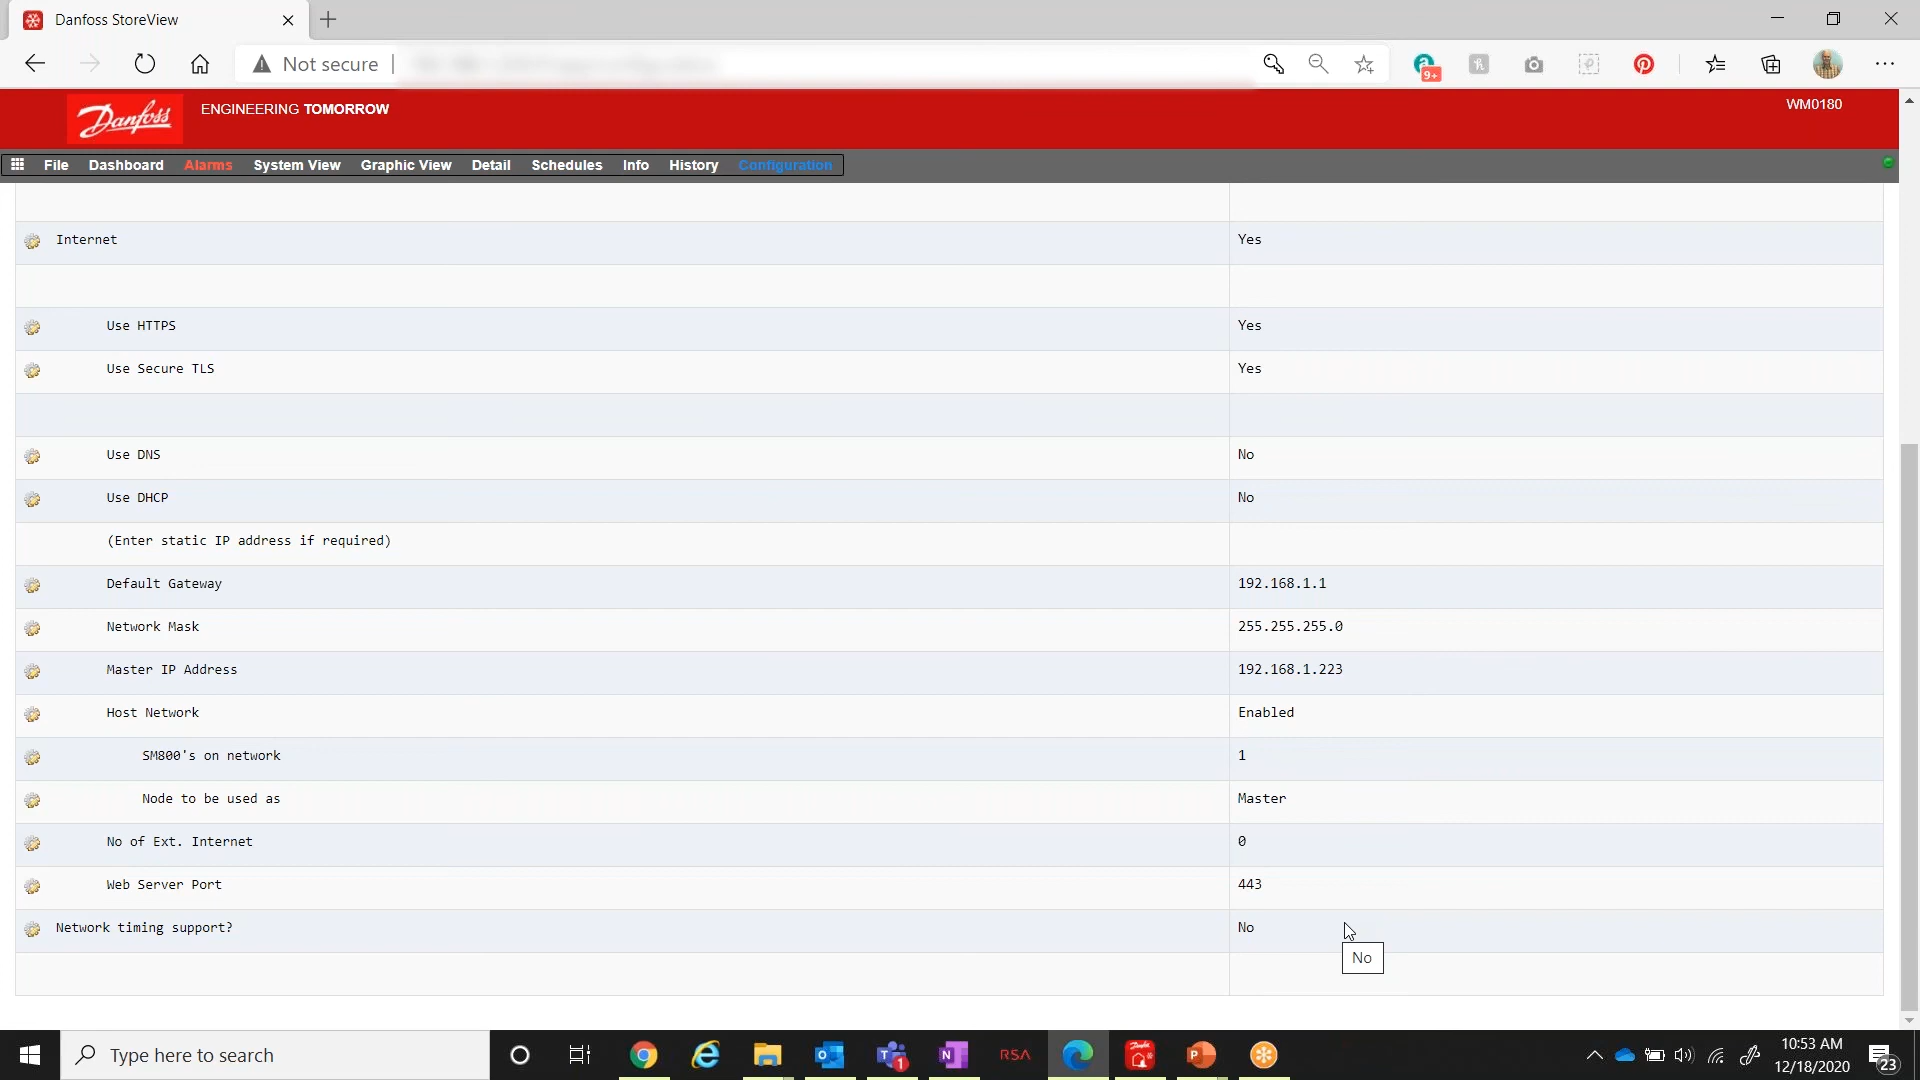 Danfoss StoreView
Not secure
9+
Danfoss
ENGINEERING TOMORROW
WM0180
File Dashboard Alarms System View Graphic View Detail Schedules Info History Configuration
Internet Yes
Use HTTPS Yes
Use Secure TLS Yes
Use DNS No
Use DHCP No
(Enter static IP address if required)
Default Gateway 192.168.1.1
Network Mask 255.255.255.0
Master IP Address 192.168.1.223
Host Network Enabled
SM800's on network 1
Node to be used as Master
No of Ext. Internet 0
Web Server Port 443
Network timing support? No
No
Type here to search
RSA
1
10:53 AM
12/18/2020
23